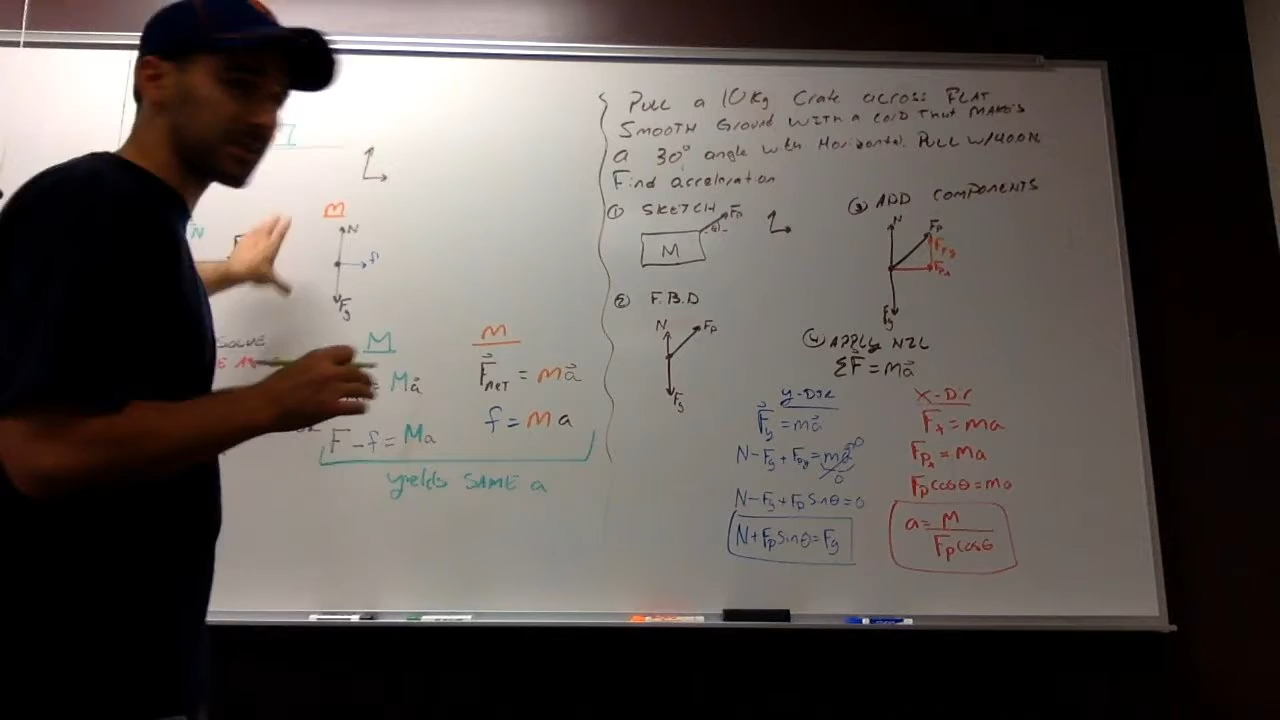 m
N
f
Fg
N
SOLVE
M
= Ma
F - f = Ma
m
F⃗NET = ma⃗
f = ma
yields SAME a
PULL a 10Kg Crate across FLAT
SMOOTH Ground WITH a CORD THAT MAKES
a 30° angle with Horizontal. PULL W/400N
Find acceleration
① SKETCH
Fp
M
② F.B.D
N
Fp
Fg
③ ADD COMPONENTS
N
Fp
Fpy
Fpx
Fg
④ APPLY N2L
ΣF⃗ = ma⃗
y-DIR
F⃗y = ma⃗
N - Fg + Fpy = ma⃗ 0
0
N - Fg + Fp Sinθ = 0
N + Fp Sinθ = Fg
X-Dir
Fx = ma
Fpx = ma
Fp cosθ = ma
a = M / Fp cosθ